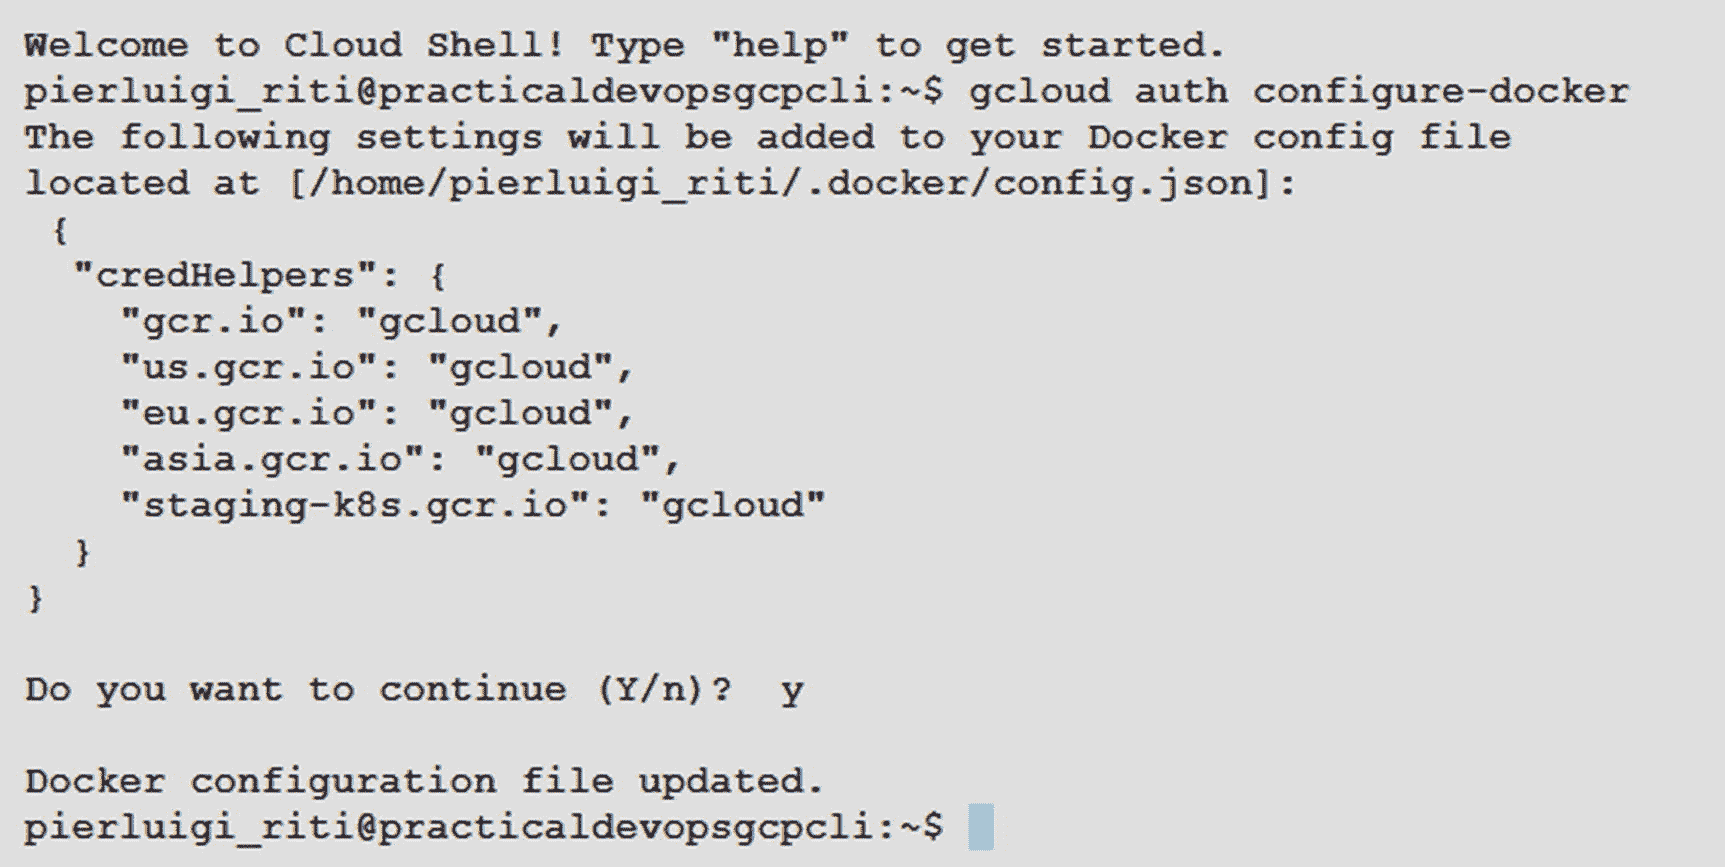 Welcome to Cloud Shell! Type "help" to get started.
pierluigi_riti@practicaldevopsgcpcli:~$ gcloud auth configure-docker
The following settings will be added to your Docker config file
located at [/home/pierluigi_riti/.docker/config.json]:
 {
  "credHelpers": {
    "gcr.io": "gcloud",
    "us.gcr.io": "gcloud",
    "eu.gcr.io": "gcloud",
    "asia.gcr.io": "gcloud",
    "staging-k8s.gcr.io": "gcloud"
  }
}
Do you want to continue (Y/n)?  y
Docker configuration file updated.
pierluigi_riti@practicaldevopsgcpcli:~$